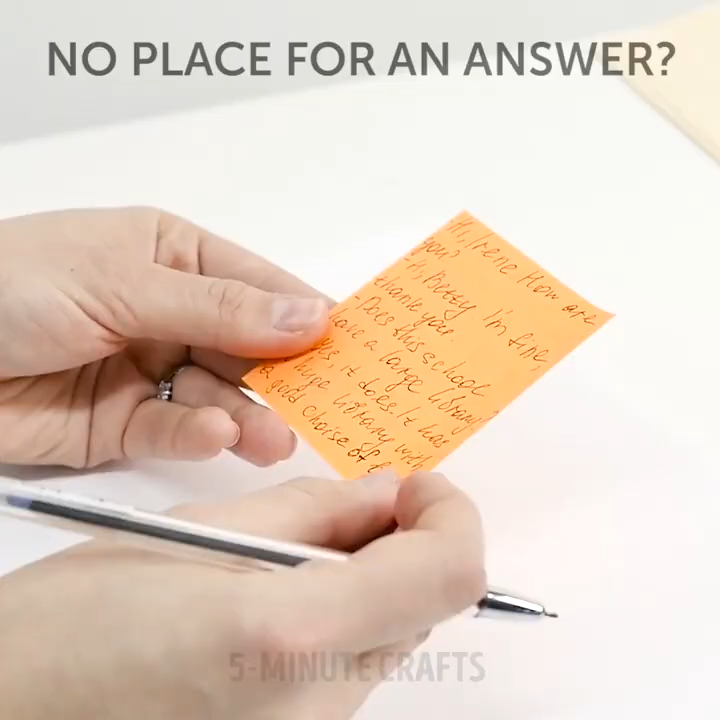 NO PLACE FOR AN ANSWER?
-Hi, Irene How are
you?
-Hi, Betty I'm fine,
thank you.
-Does this school
have a large library?
Yes, it does. It has
huge library with
a good choise of
5-MINUTE CRAFTS